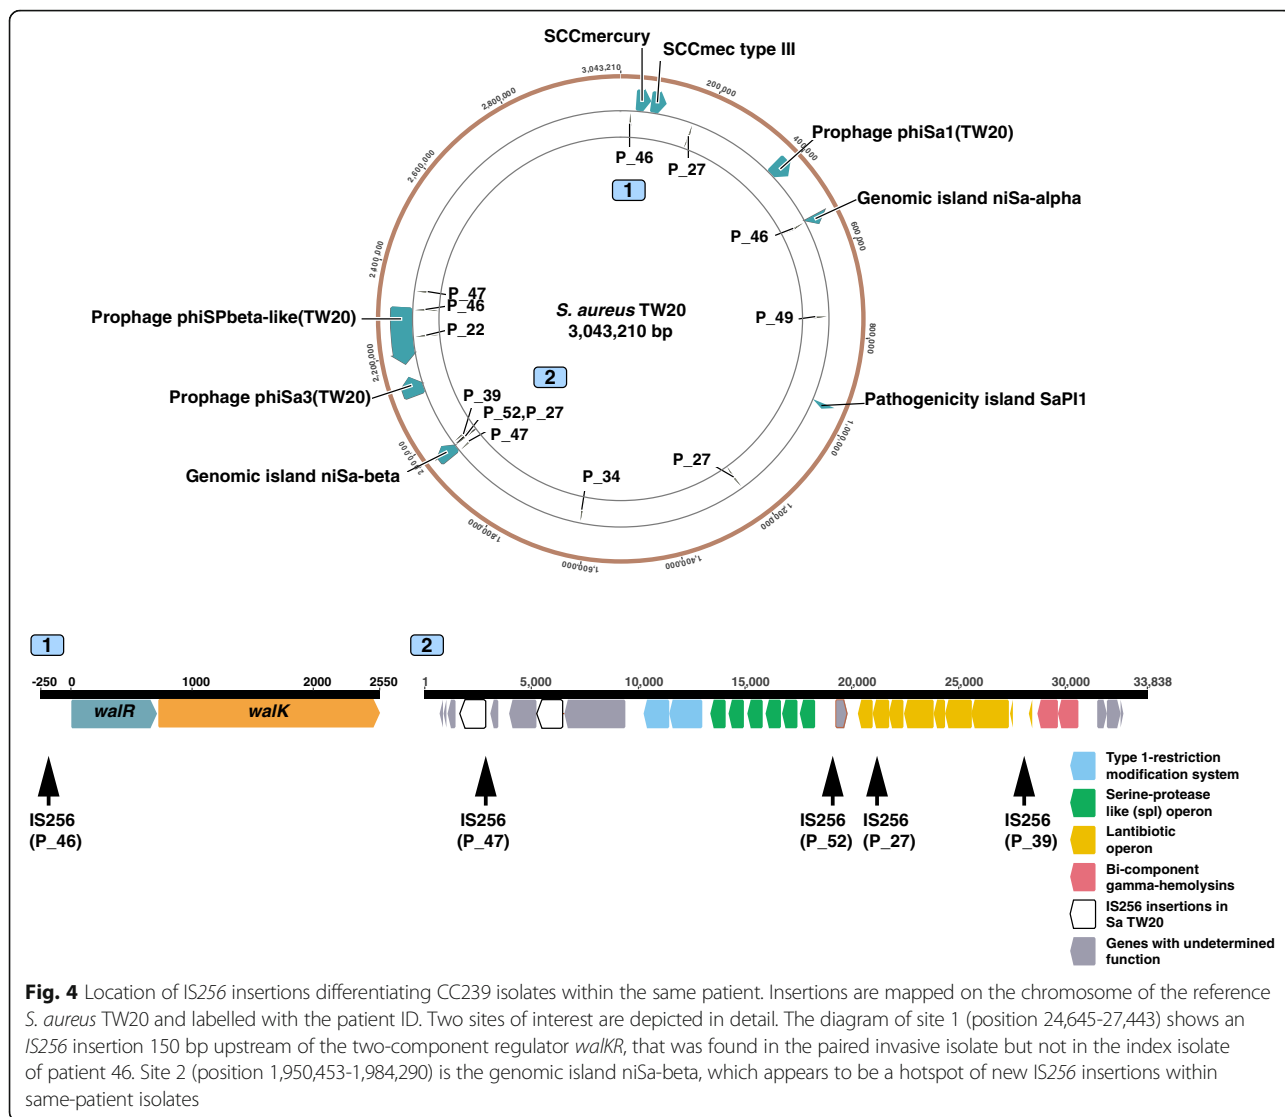 SCCmercury
SCCmec type III
3,043,210
200,000
2,800,000
400,000
Prophage phiSa1(TW20)
P_46
P_27
2,600,000
1
Genomic island niSa-alpha
P_46
600,000
2,400,000
P_47
P_46
S. aureus TW20
3,043,210 bp
P_49
Prophage phiSPbeta-like(TW20)
P_22
800,000
2,200,000
2
Prophage phiSa3(TW20)
P_39
P_52,P_27
P_47
Pathogenicity island SaPI1
1,000,000
Genomic island niSa-beta
P_34
P_27
1,800,000
1,200,000
1,600,000
1,400,000
1
-250 0 1000 2000 2550
walR walK
IS256
(P_46)
2
1 5,000 10,000 15,000 20,000 25,000 30,000 33,838
IS256
(P_47)
IS256
(P_52)
IS256
(P_27)
IS256
(P_39)
Type 1-restriction
modification system
Serine-protease
like (spl) operon
Lantibiotic
operon
Bi-component
gamma-hemolysins
IS256 insertions in
Sa TW20
Genes with undetermined
function
Fig. 4 Location of IS256 insertions differentiating CC239 isolates within the same patient. Insertions are mapped on the chromosome of the reference
S. aureus TW20 and labelled with the patient ID. Two sites of interest are depicted in detail. The diagram of site 1 (position 24,645-27,443) shows an
IS256 insertion 150 bp upstream of the two-component regulator walKR, that was found in the paired invasive isolate but not in the index isolate
of patient 46. Site 2 (position 1,950,453-1,984,290) is the genomic island niSa-beta, which appears to be a hotspot of new IS256 insertions within
same-patient isolates